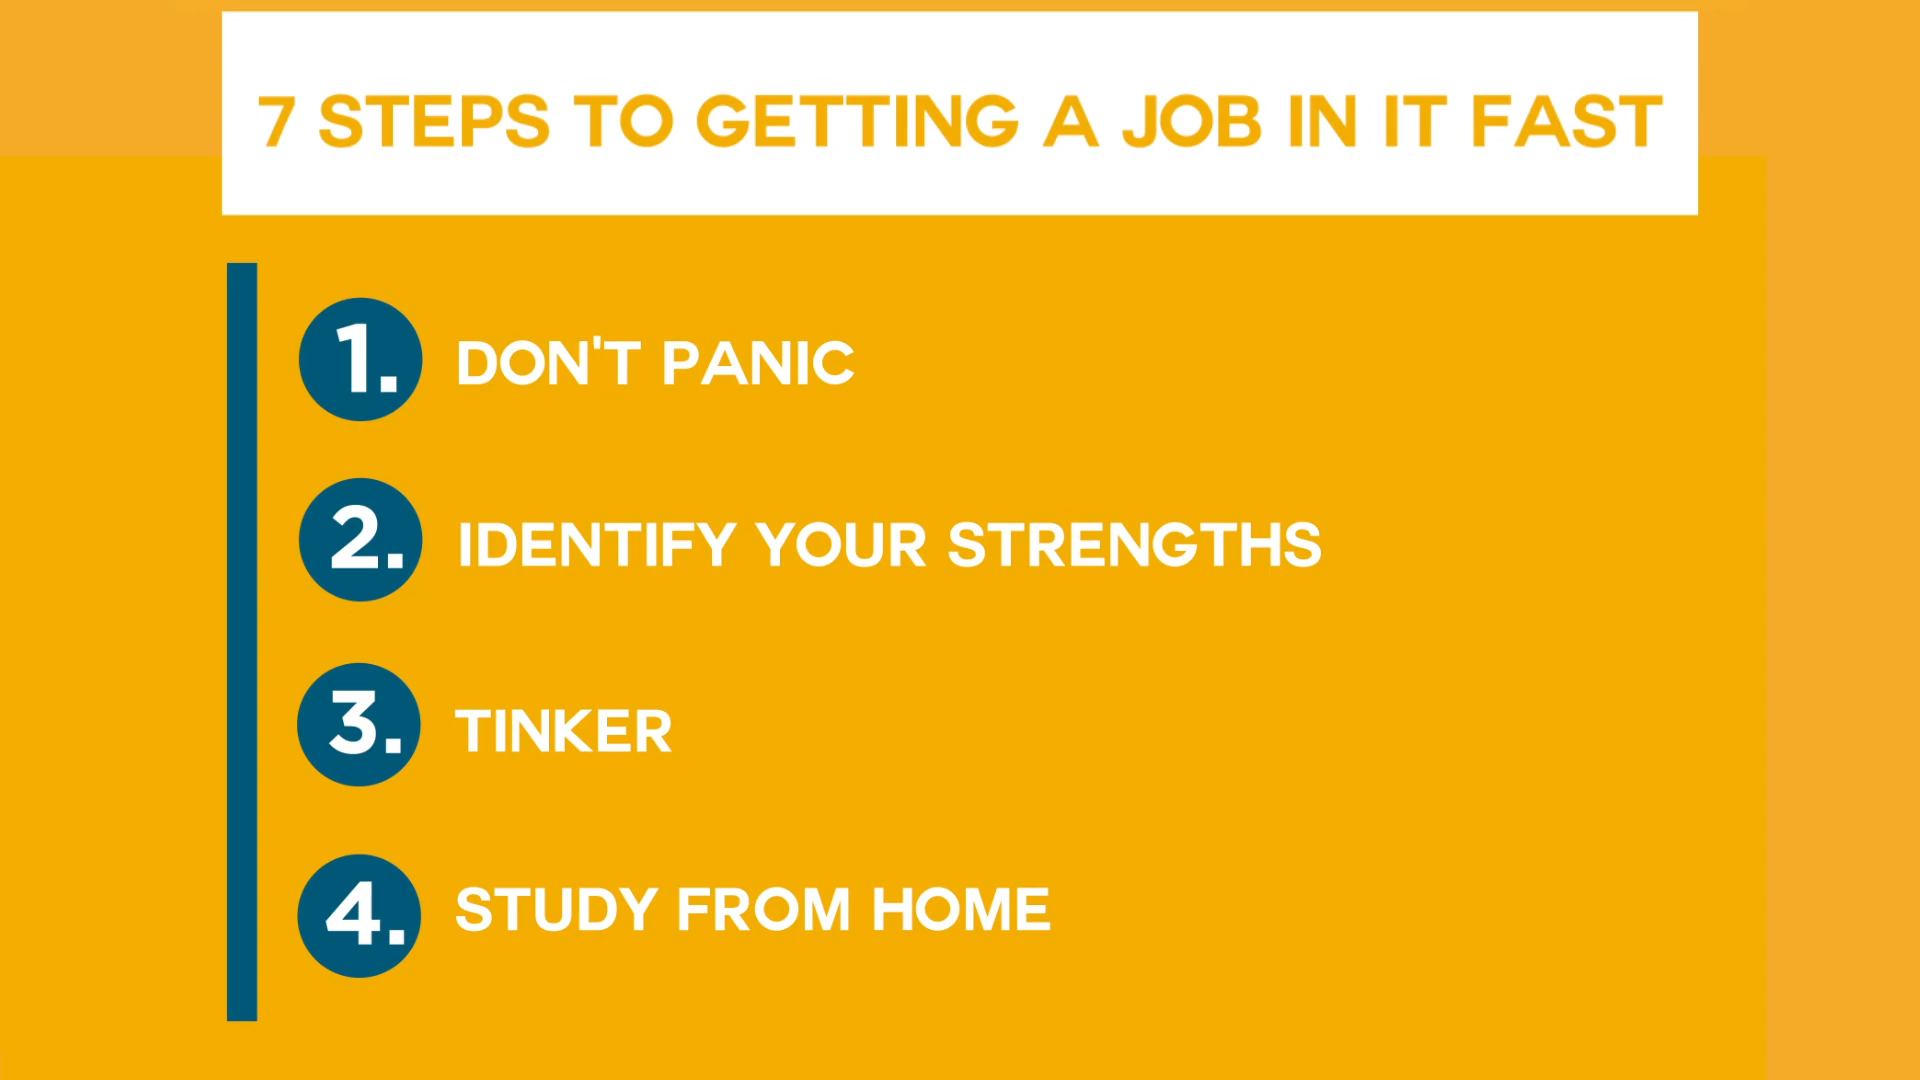 7 STEPS TO GETTING A JOB IN IT FAST
1. DON'T PANIC
2. IDENTIFY YOUR STRENGTHS
3. TINKER
4. STUDY FROM HOME